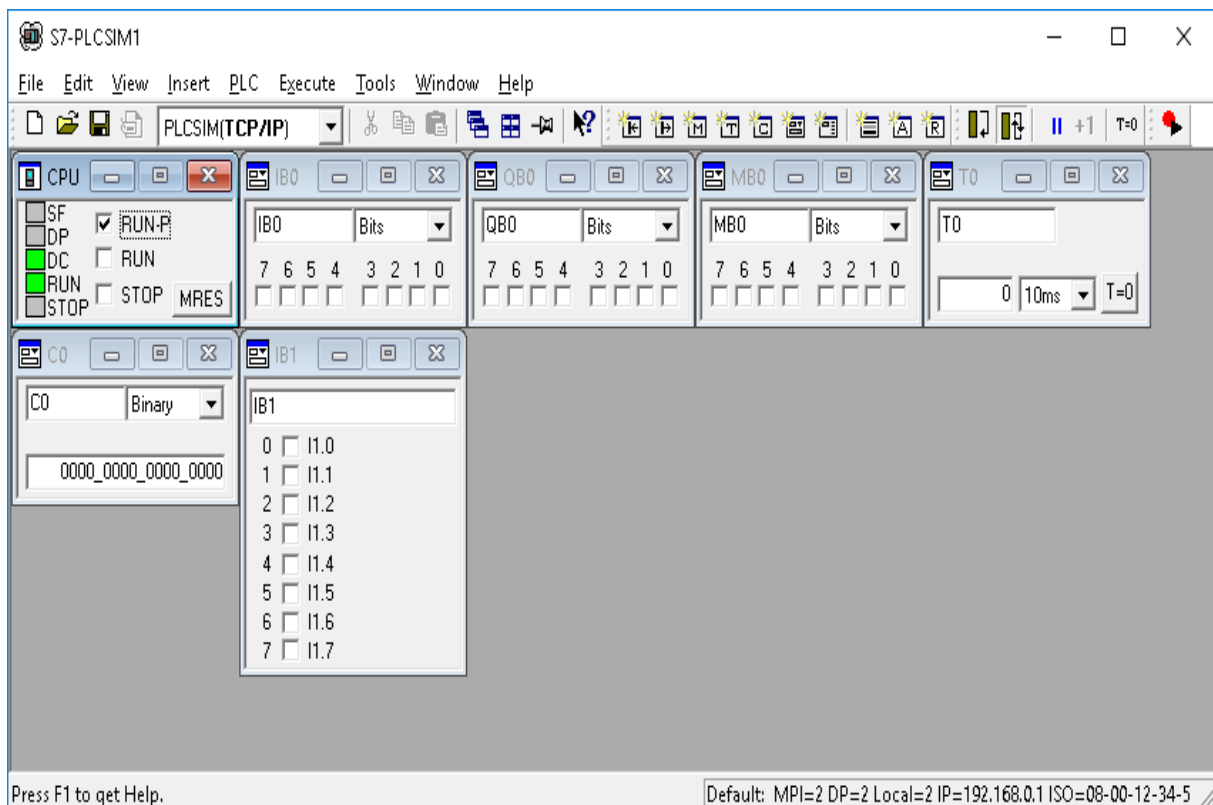 S7-PLCSIM1
File Edit View Insert PLC Execute Tools Window Help
PLCSIM(TCP/IP) +1 T=0
CPU IB0 QB0 MB0 T0
SF
DP
DC
RUN
STOP
RUN-P
RUN
STOP MRES
IB0 Bits
7 6 5 4 3 2 1 0
QB0 Bits
7 6 5 4 3 2 1 0
MB0 Bits
7 6 5 4 3 2 1 0
T0
0 10ms T=0
C0 IB1
C0 Binary
0000_0000_0000_0000
IB1
0 I1.0
1 I1.1
2 I1.2
3 I1.3
4 I1.4
5 I1.5
6 I1.6
7 I1.7
Press F1 to get Help. Default: MPI=2 DP=2 Local=2 IP=192.168.0.1 ISO=08-00-12-34-5